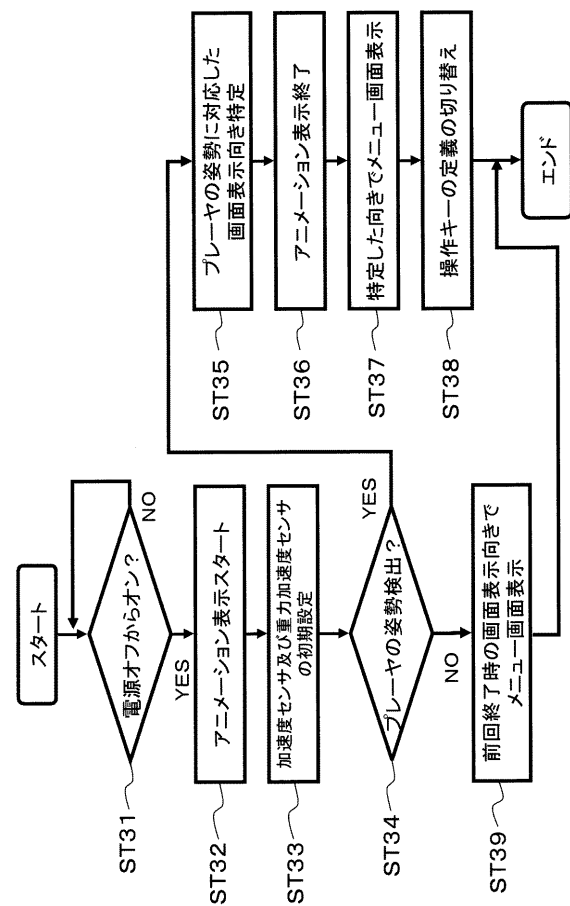 スタート
電源オフからオン?
NO
YES
ST31
アニメーション表示スタート
ST32
加速度センサ及び重力加速度センサ
の初期設定
ST33
プレーヤの姿勢検出?
YES
NO
ST34
前回終了時の画面表示向きで
メニュー画面表示
ST39
プレーヤの姿勢に対応した
画面表示向き特定
ST35
アニメーション表示終了
ST36
特定した向きでメニュー画面表示
ST37
操作キーの定義の切り替え
ST38
エンド